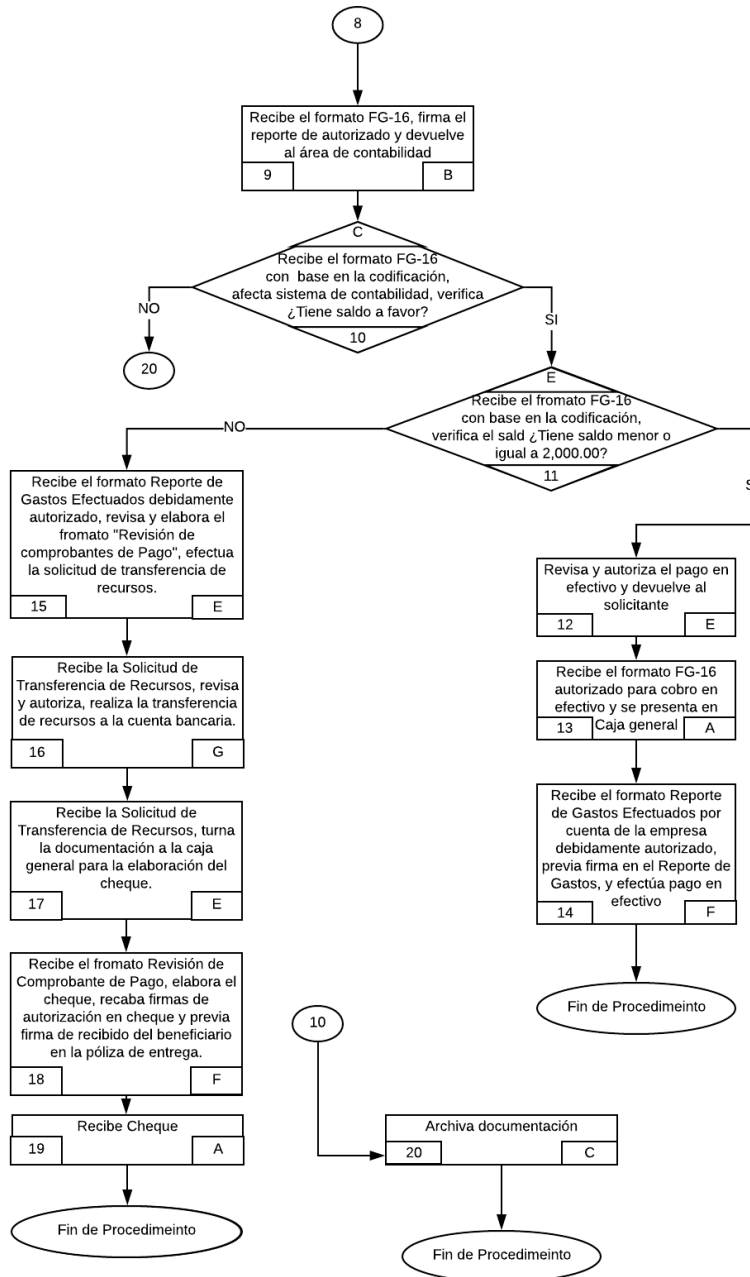 8
Recibe el formato FG-16, firma el
reporte de autorizado y devuelve
al área de contabilidad
9
B
C
Recibe el formato FG-16
con  base en la codificación,
afecta sistema de contabilidad, verifica
¿Tiene saldo a favor?
10
NO
SI
20
E
Recibe el fromato FG-16
con base en la codificación,
verifica el sald ¿Tiene saldo menor o
igual a 2,000.00?
11
NO
S
Recibe el formato Reporte de
Gastos Efectuados debidamente
autorizado, revisa y elabora el
fromato "Revisión de
comprobantes de Pago", efectua
la solicitud de transferencia de
recursos.
15
E
Recibe la Solicitud de
Transferencia de Recursos, revisa
y autoriza, realiza la transferencia
de recursos a la cuenta bancaria.
16
G
Recibe la Solicitud de
Transferencia de Recursos, turna
la documentación a la caja
general para la elaboración del
cheque.
17
E
Recibe el fromato Revisión de
Comprobante de Pago, elabora el
cheque, recaba firmas de
autorización en cheque y previa
firma de recibido del beneficiario
en la póliza de entrega.
18
F
Recibe Cheque
19
A
Fin de Procedimeinto
Revisa y autoriza el pago en
efectivo y devuelve al
solicitante
12
E
Recibe el formato FG-16
autorizado para cobro en
efectivo y se presenta en
Caja general
13
A
Recibe el formato Reporte
de Gastos Efectuados por
cuenta de la empresa
debidamente autorizado,
previa firma en el Reporte de
Gastos, y efectúa pago en
efectivo
14
F
Fin de Procedimeinto
10
Archiva documentación
20
C
Fin de Procedimeinto